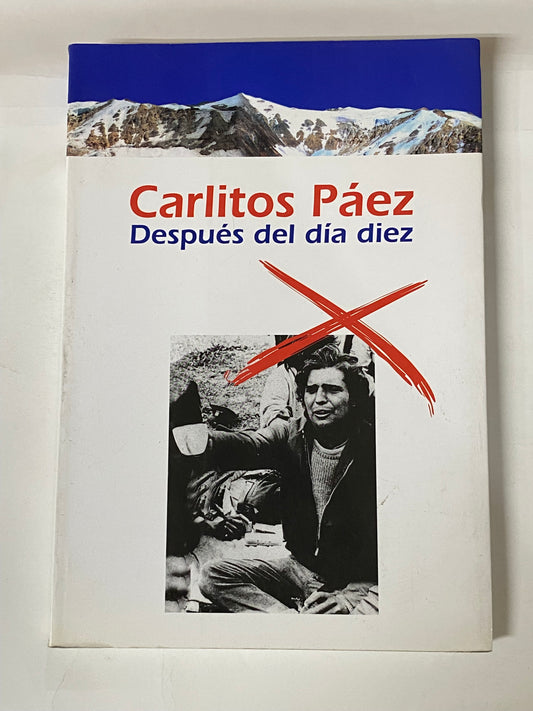 Carlitos Páez
Después del día diez